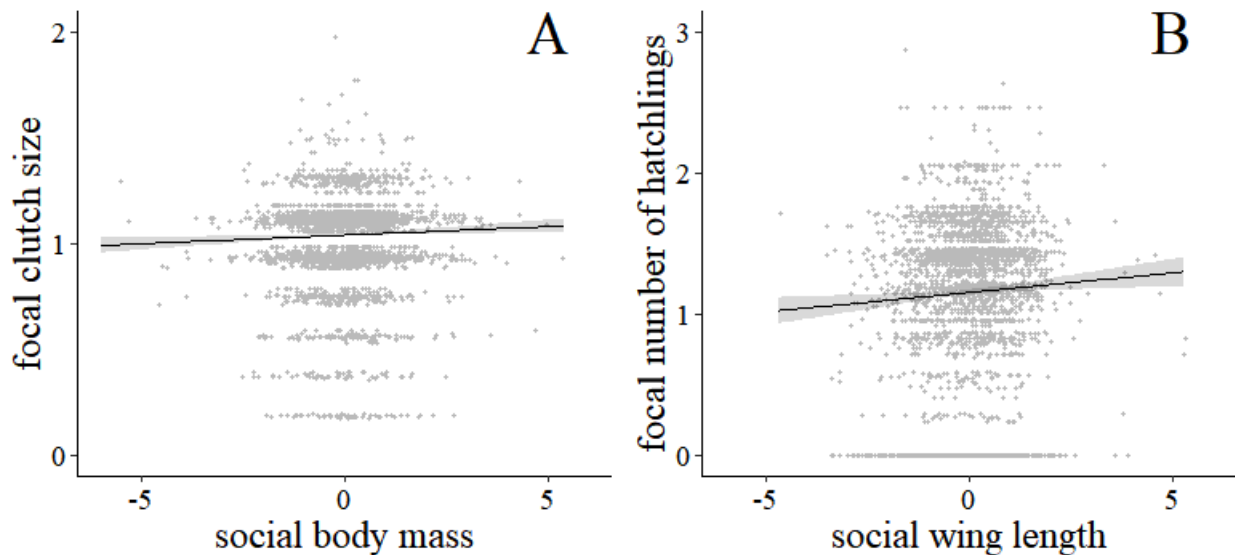 A
focal clutch size
2
1
0
-5 0 5
social body mass
B
focal number of hatchlings
3
2
1
0
-5 0 5
social wing length